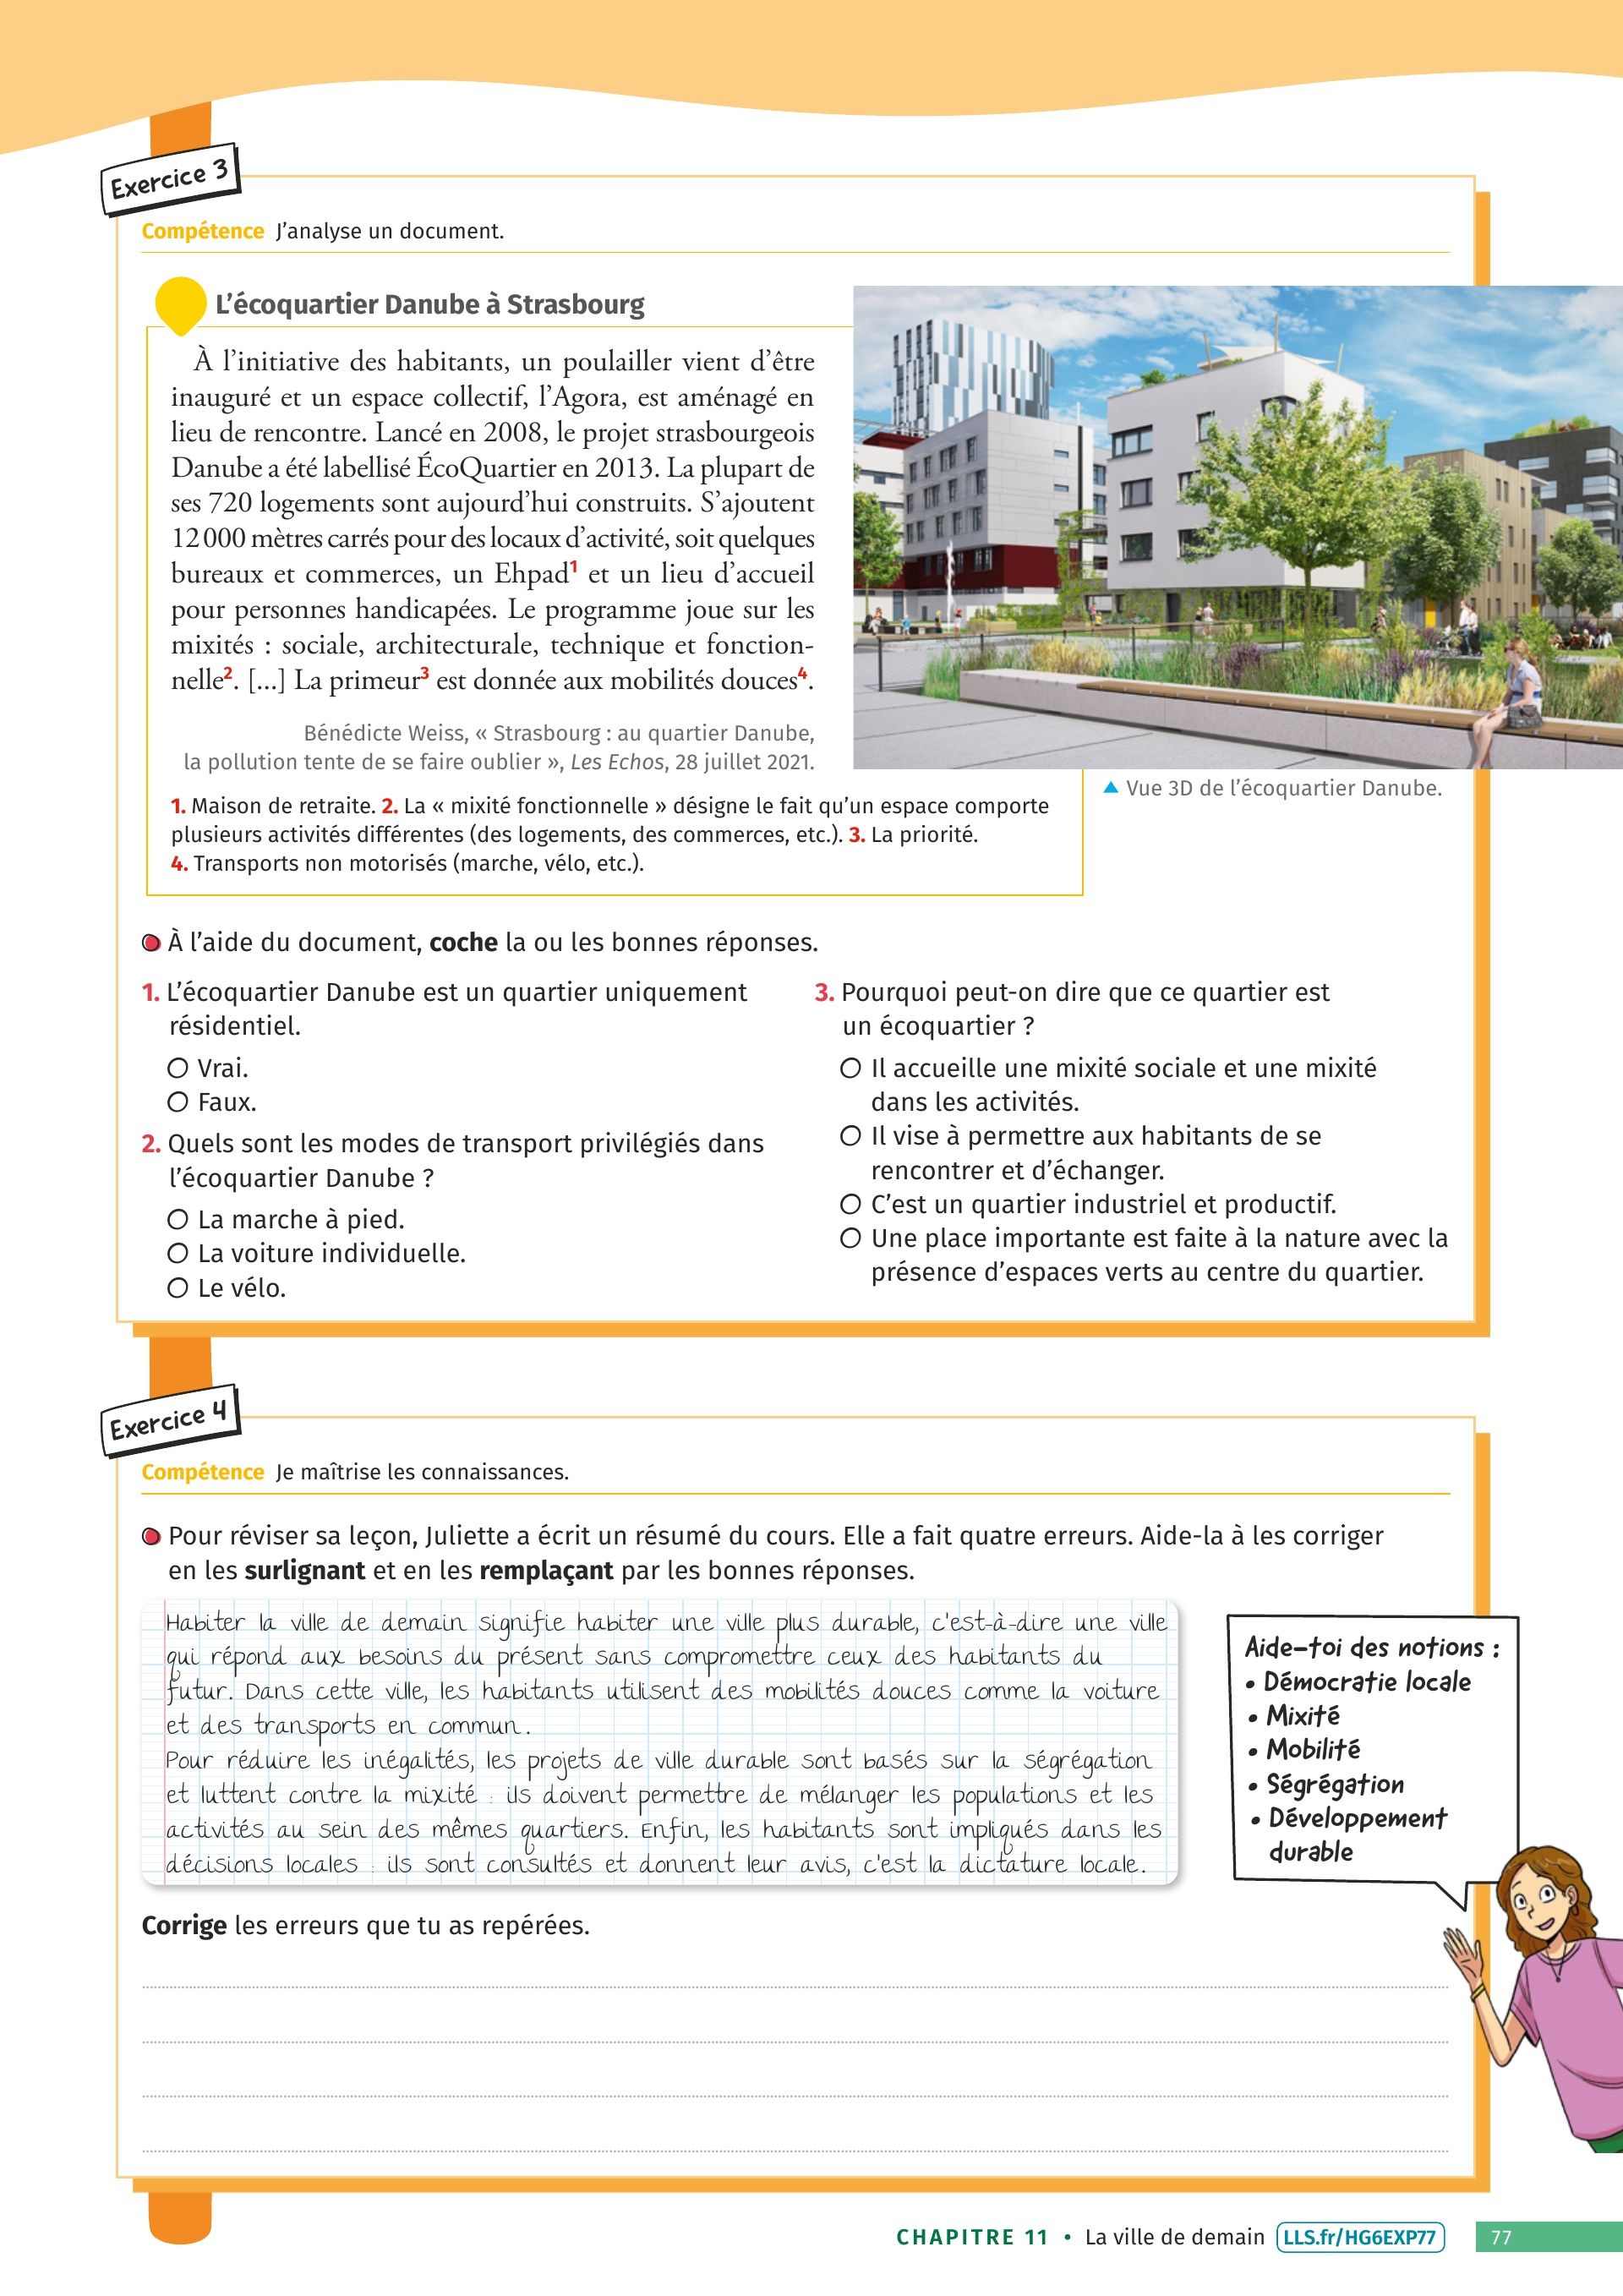 Exercice 3
Compétence J'analyse un document.
L'écoquartier Danube à Strasbourg
À l'initiative des habitants, un poulailler vient d'être
inauguré et un espace collectif, l'Agora, est aménagé en
lieu de rencontre. Lancé en 2008, le projet strasbourgeois
Danube a été labellisé ÉcoQuartier en 2013. La plupart de
ses 720 logements sont aujourd'hui construits. S'ajoutent
12 000 mètres carrés pour des locaux d'activité, soit quelques
bureaux et commerces, un Ehpad1 et un lieu d'accueil
pour personnes handicapées. Le programme joue sur les
mixités : sociale, architecturale, technique et fonction-
nelle2. [...] La primeur3 est donnée aux mobilités douces4.
Bénédicte Weiss, « Strasbourg : au quartier Danube,
la pollution tente de se faire oublier », Les Echos, 28 juillet 2021.
1. Maison de retraite. 2. La « mixité fonctionnelle » désigne le fait qu'un espace comporte
plusieurs activités différentes (des logements, des commerces, etc.). 3. La priorité.
4. Transports non motorisés (marche, vélo, etc.).
▲ Vue 3D de l'écoquartier Danube.
À l'aide du document, coche la ou les bonnes réponses.
1. L'écoquartier Danube est un quartier uniquement
résidentiel.
Vrai.
Faux.
2. Quels sont les modes de transport privilégiés dans
l'écoquartier Danube ?
La marche à pied.
La voiture individuelle.
Le vélo.
3. Pourquoi peut-on dire que ce quartier est
un écoquartier ?
Il accueille une mixité sociale et une mixité
dans les activités.
Il vise à permettre aux habitants de se
rencontrer et d'échanger.
C'est un quartier industriel et productif.
Une place importante est faite à la nature avec la
présence d'espaces verts au centre du quartier.
Exercice 4
Compétence Je maîtrise les connaissances.
Pour réviser sa leçon, Juliette a écrit un résumé du cours. Elle a fait quatre erreurs. Aide-la à les corriger
en les surlignant et en les remplaçant par les bonnes réponses.
Habiter la ville de demain signifie habiter une ville plus durable, c'est-à-dire une ville
qui répond aux besoins du présent sans compromettre ceux des habitants du
futur. Dans cette ville, les habitants utilisent des mobilités douces comme la voiture
et des transports en commun.
Pour réduire les inégalités, les projets de ville durable sont basés sur la ségrégation
et luttent contre la mixité : ils doivent permettre de mélanger les populations et les
activités au sein des mêmes quartiers. Enfin, les habitants sont impliqués dans les
décisions locales : ils sont consultés et donnent leur avis, c'est la dictature locale.
Aide-toi des notions :
• Démocratie locale
• Mixité
• Mobilité
• Ségrégation
• Développement
durable
Corrige les erreurs que tu as repérées.
CHAPITRE 11 • La ville de demain LLS.fr/HG6EXP77 77